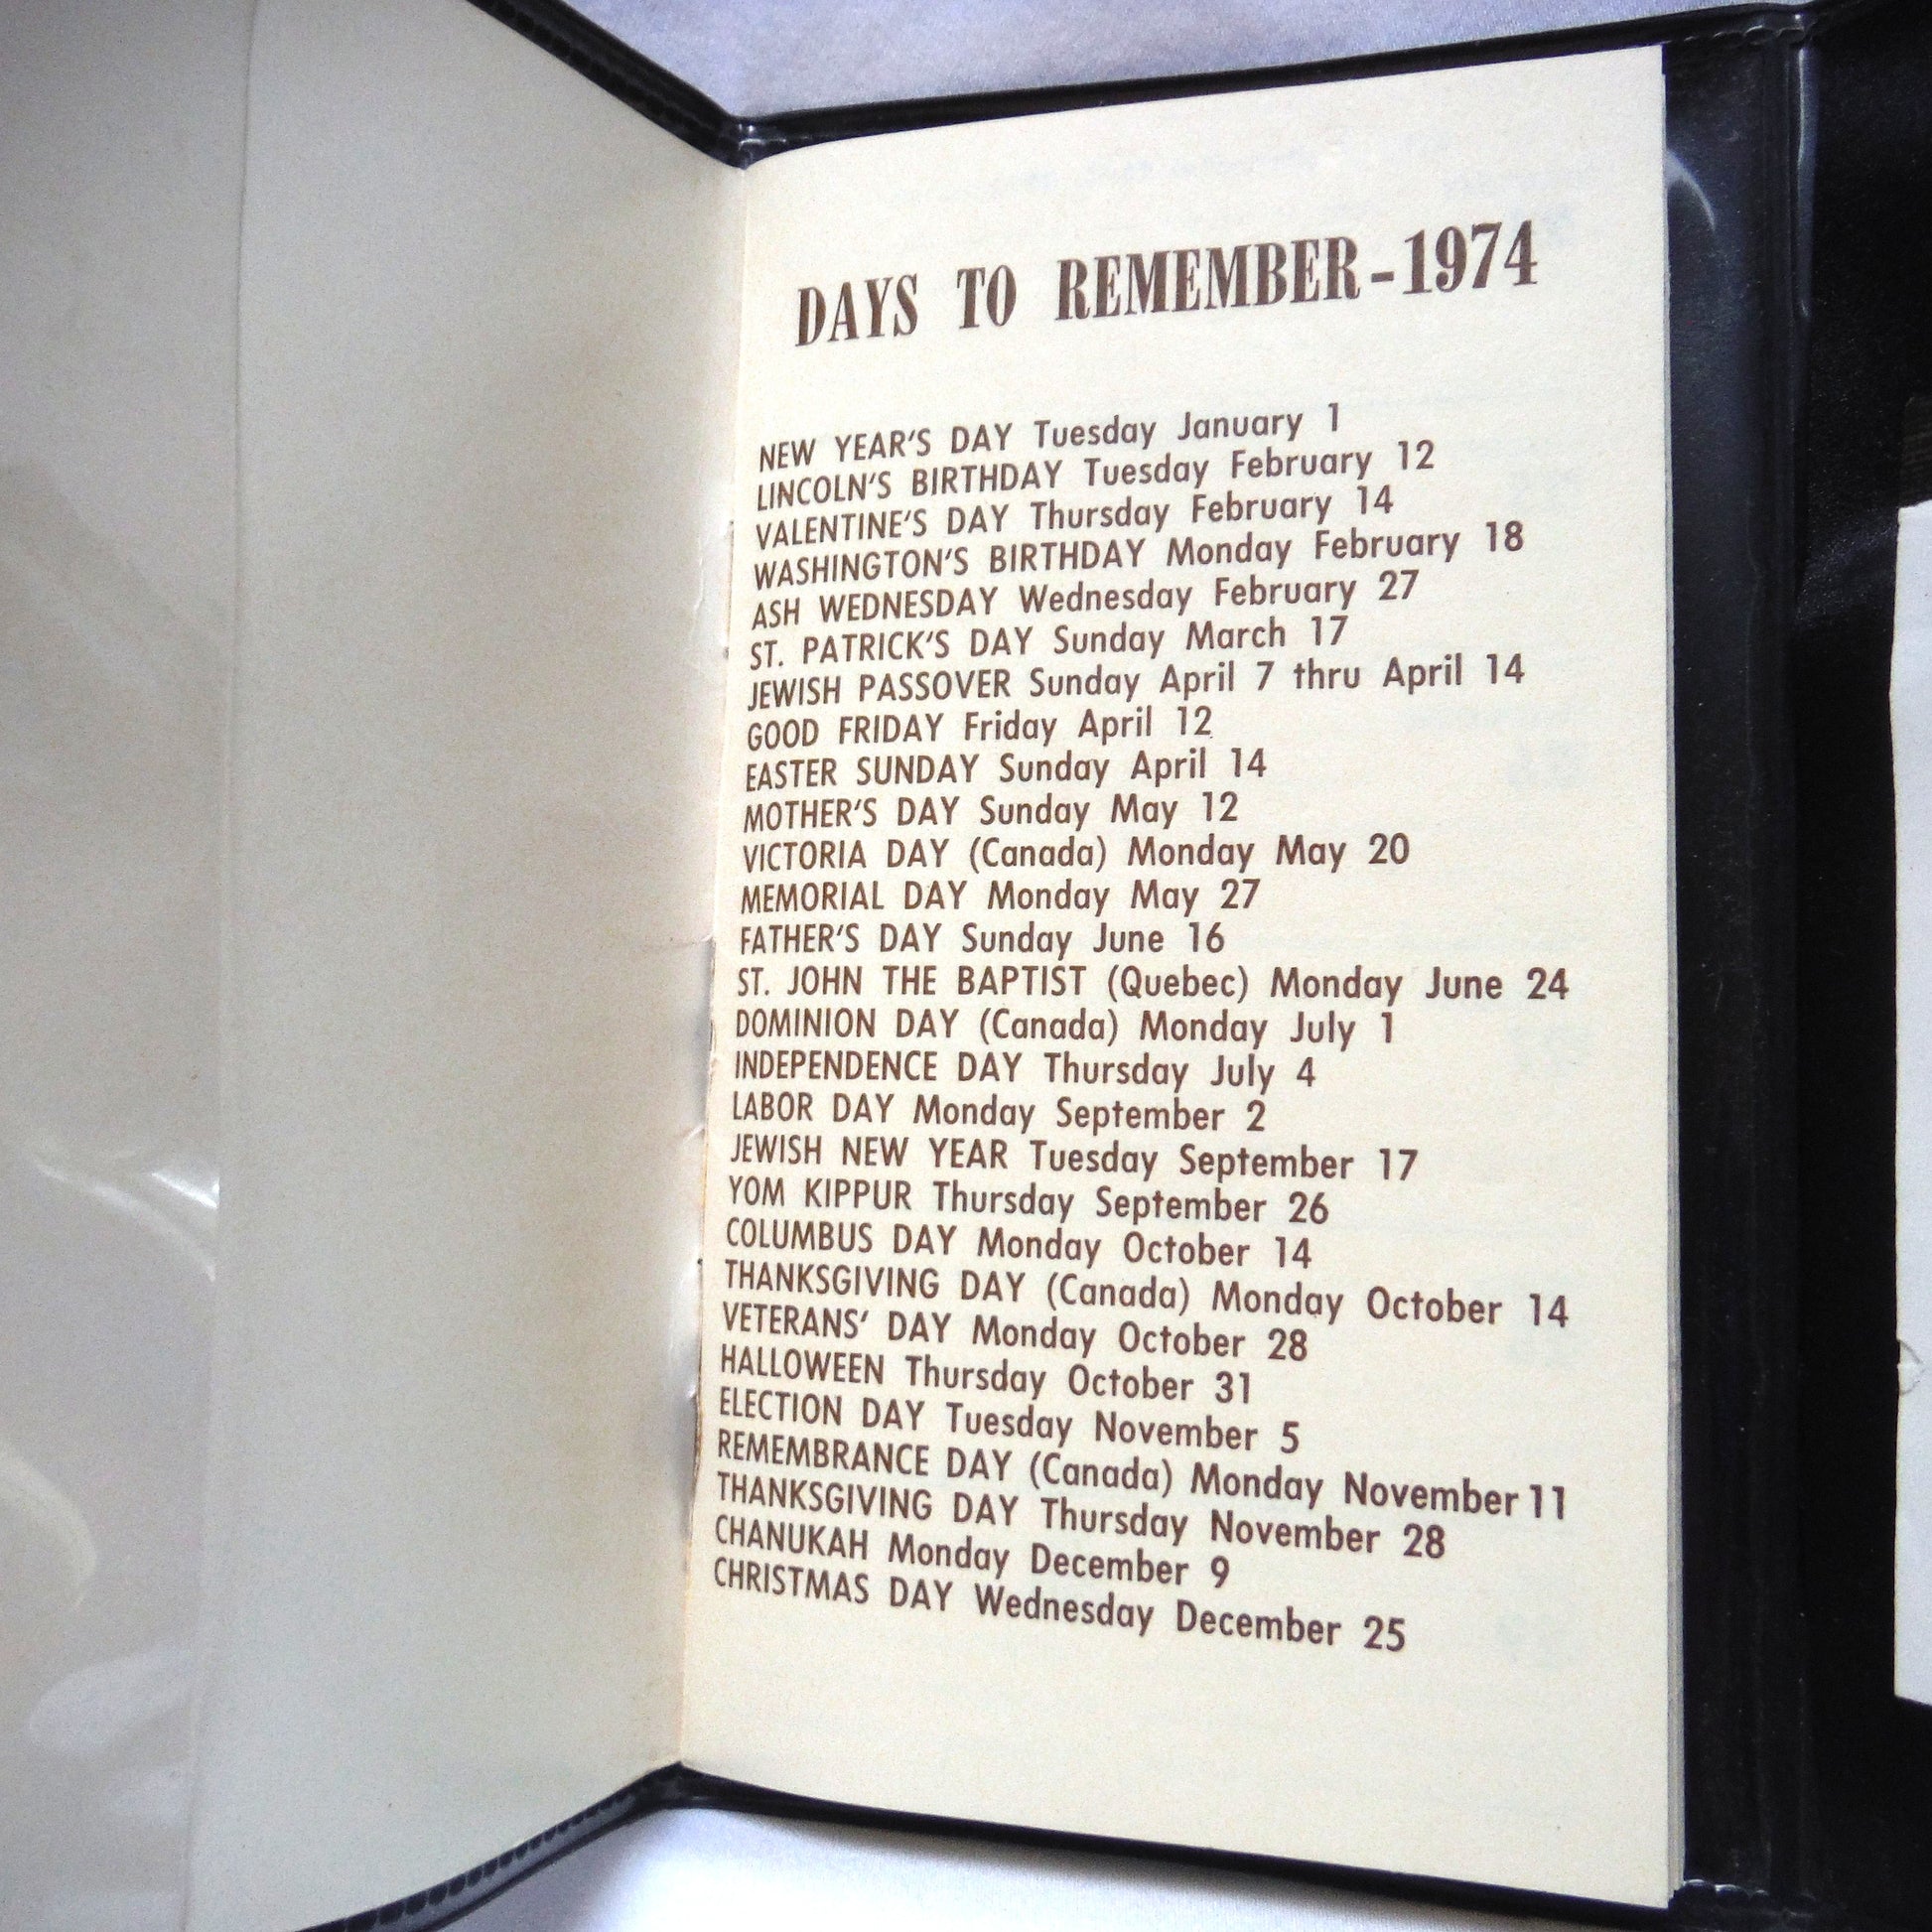 DAYS TO REMEMBER-1974
NEW YEAR'S DAY Tuesday January 1
LINCOLN'S BIRTHDAY Tuesday February 12
VALENTINE'S DAY Thursday February 14
WASHINGTON'S BIRTHDAY Monday February 18
ASH WEDNESDAY Wednesday February 27
ST. PATRICK'S DAY Sunday March 17
JEWISH PASSOVER Sunday April 7 thru April 14
GOOD FRIDAY Friday April 12
EASTER SUNDAY Sunday April 14
MOTHER'S DAY Sunday May 12
VICTORIA DAY (Canada) Monday May 20
MEMORIAL DAY Monday May 27
FATHER'S DAY Sunday June 16
ST. JOHN THE BAPTIST (Quebec) Monday June 24
DOMINION DAY (Canada) Monday July 1
INDEPENDENCE DAY Thursday July 4
LABOR DAY Monday September 2
JEWISH NEW YEAR Tuesday September 17
YOM KIPPUR Thursday September 26
COLUMBUS DAY Monday October 14
THANKSGIVING DAY (Canada) Monday October 14
VETERANS' DAY Monday October 28
HALLOWEEN Thursday October 31
ELECTION DAY Tuesday November 5
REMEMBRANCE DAY (Canada) Monday November 11
THANKSGIVING DAY Thursday November 28
CHANUKAH Monday December 9
CHRISTMAS DAY Wednesday December 25